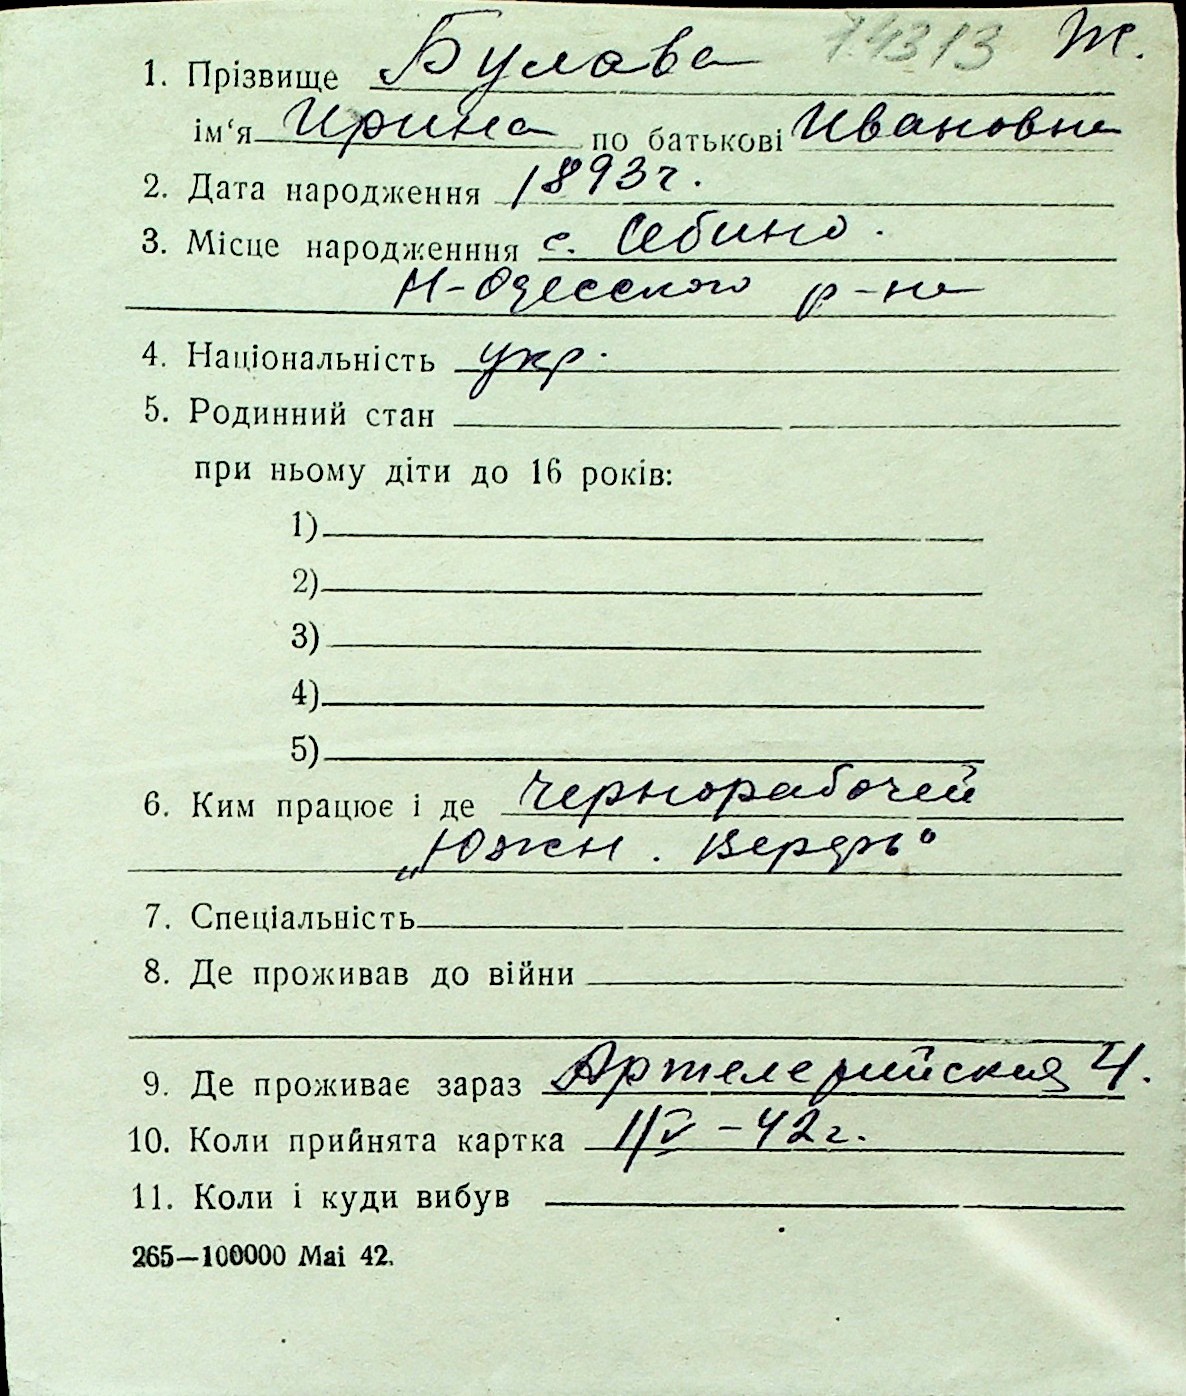 14313 Ж.
1. Прізвище Булава
ім‘я Ирина по батькові Ивановна
2. Дата народження 1893 г.
3. Місце народженння с. Себино.
Н-Одесского р-на
4. Національність укр.
5. Родинний стан
при ньому діти до 16 років:
1)
2)
3)
4)
5)
6. Ким працює і де Чернорабочей
„Южн. Верфь“
7. Спеціальність
8. Де проживав до війни
9. Де проживає зараз Артелерийская 4.
10. Коли прийнята картка 1/V – 42 г.
11. Коли і куди вибув
265—100000 Mai 42.